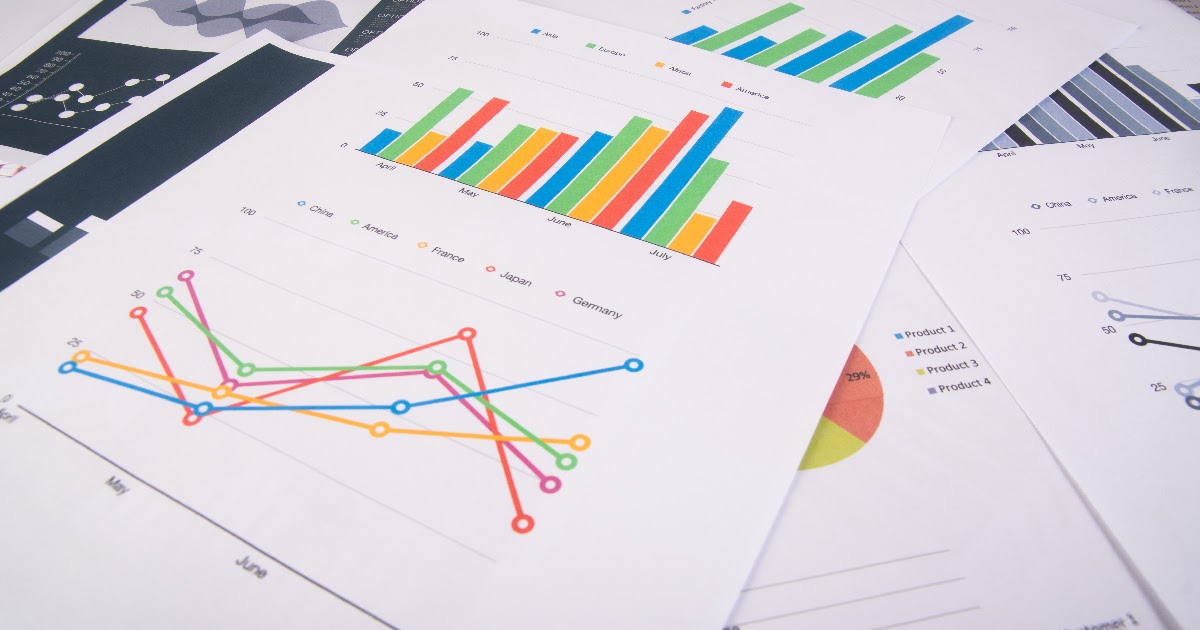 100
Asia
Europe
Africa
America
75
50
25
0
April
May
June
July
China
America
France
Japan
Germany
100
75
50
25
0
May
June
April
May
June
China
America
France
100
75
50
25
Product 1
Product 2
Product 3
Product 4
29%